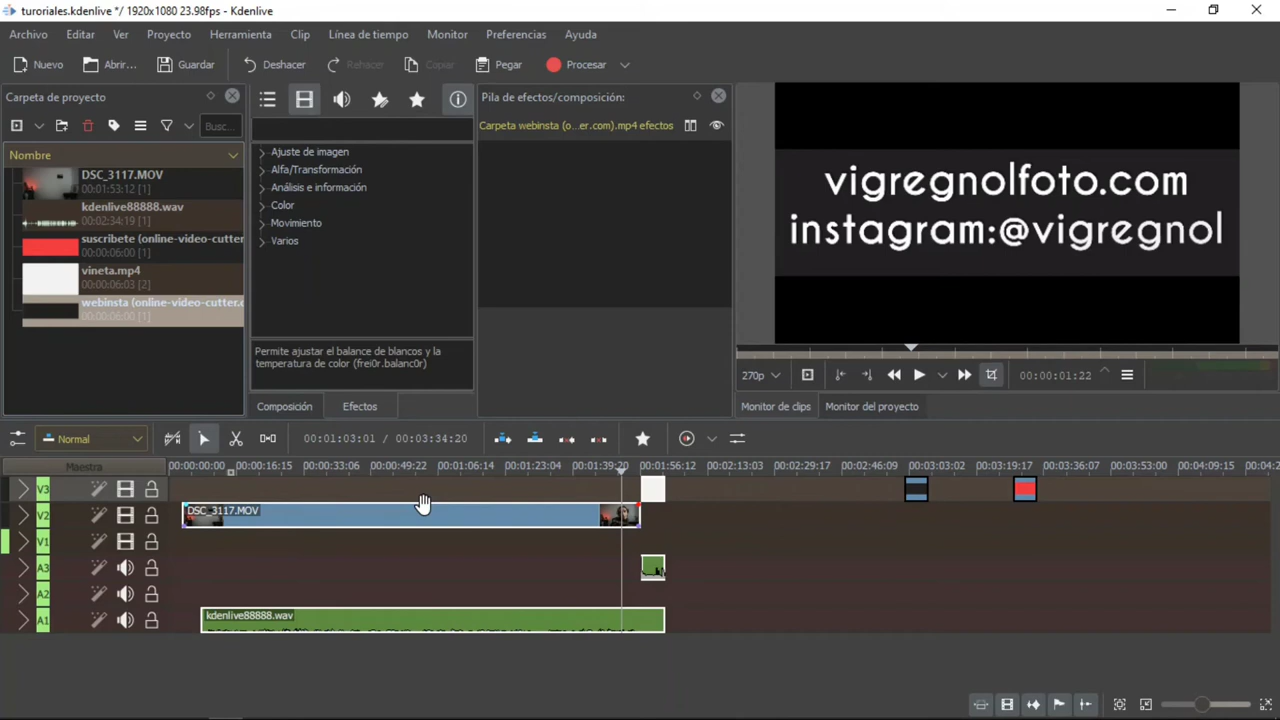 turoriales.kdenlive */ 1920x1080 23.98fps - Kdenlive
Archivo Editar Ver Proyecto Herramienta Clip Línea de tiempo Monitor Preferencias Ayuda
Nuevo Abrir... Guardar Deshacer Rehacer Copiar Pegar Procesar
Carpeta de proyecto
Busc...
Nombre
DSC_3117.MOV
00:01:53:12 [1]
kdenlive88888.wav
00:02:34:19 [1]
suscribete (online-video-cutter.
00:00:06:00 [1]
vineta.mp4
00:00:06:03 [2]
webinsta (online-video-cutter.c
00:00:06:00 [1]
Ajuste de imagen
Alfa/Transformación
Análisis e información
Color
Movimiento
Varios
Permite ajustar el balance de blancos y la
temperatura de color (frei0r.balanc0r)
Composición Efectos
Pila de efectos/composición:
Carpeta webinsta (o...er.com).mp4 efectos
vigregnolfoto.com
instagram:@vigregnol
270p 00:00:01:22
Monitor de clips Monitor del proyecto
Normal 00:01:03:01 / 00:03:34:20
Maestra 00:00:00:00 00:00:16:15 00:00:33:06 00:00:49:22 00:01:06:14 00:01:23:04 00:01:39:20 00:01:56:12 00:02:13:03 00:02:29:17 00:02:46:09 00:03:03:02 00:03:19:17 00:03:36:07 00:03:53:00 00:04:09:15 00:04:2
V3
V2 DSC_3117.MOV
V1
A3
A2
A1 kdenlive88888.wav